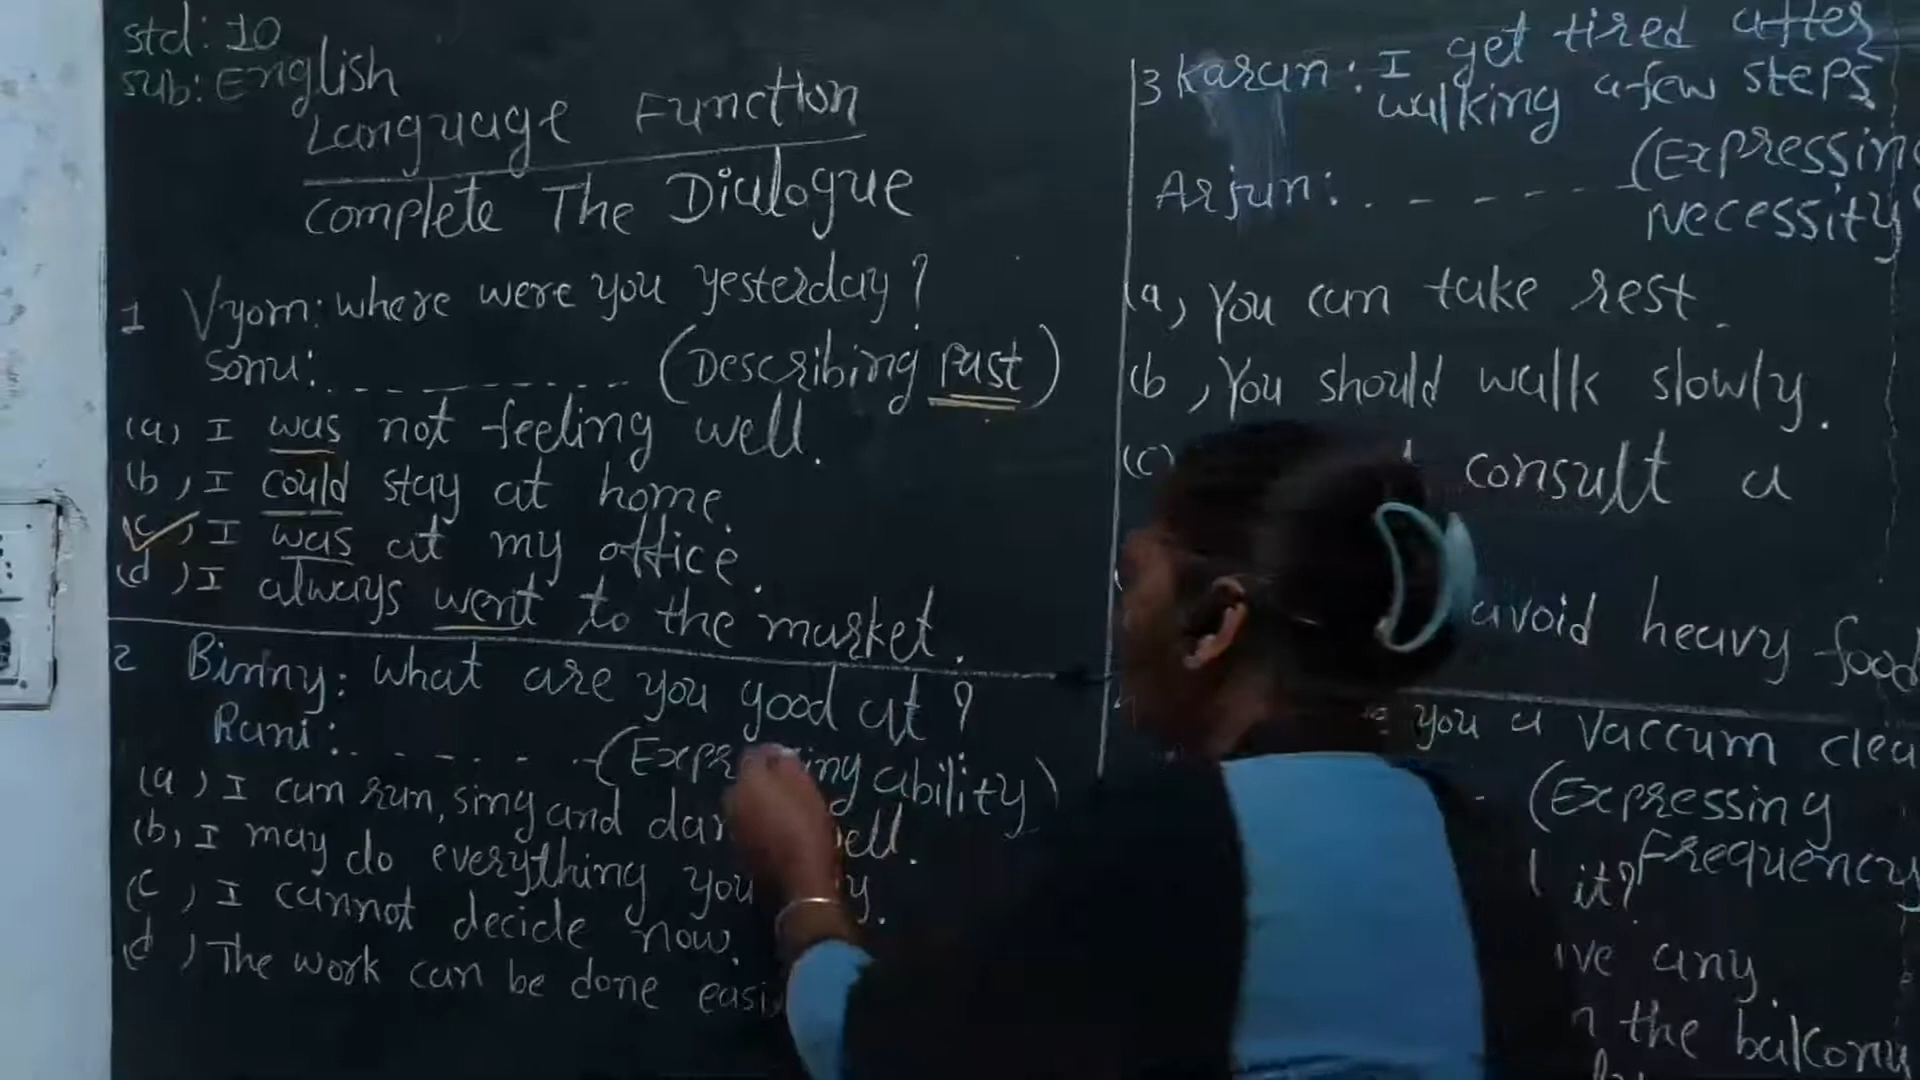 std: 10
sub: English
Language Function
Complete The Dialogue
1 Vyom: where were you yesterday?
Sonu: . - - - - - - - - - (Describing Past)
(a) I was not feeling well.
(b) I could stay at home.
(c) I was at my office.
(d) I always went to the market.
2 Binny: What are you good at?
Rani: . - - - - - - (Expressing ability)
(a) I can run, sing and well.
(b) I may do everything you
(c) I cannot decide now.
(d) The work can be done
3 Karan: I get tired after
walking a few steps.
Arjun: . . - - - - - - (Expressing
Necessity)
(a) You can take rest.
(b) You should walk slowly.
(c) consult a
avoid heavy food
you a Vaccum
(Expressing
Frequency
it?
any
the balcony